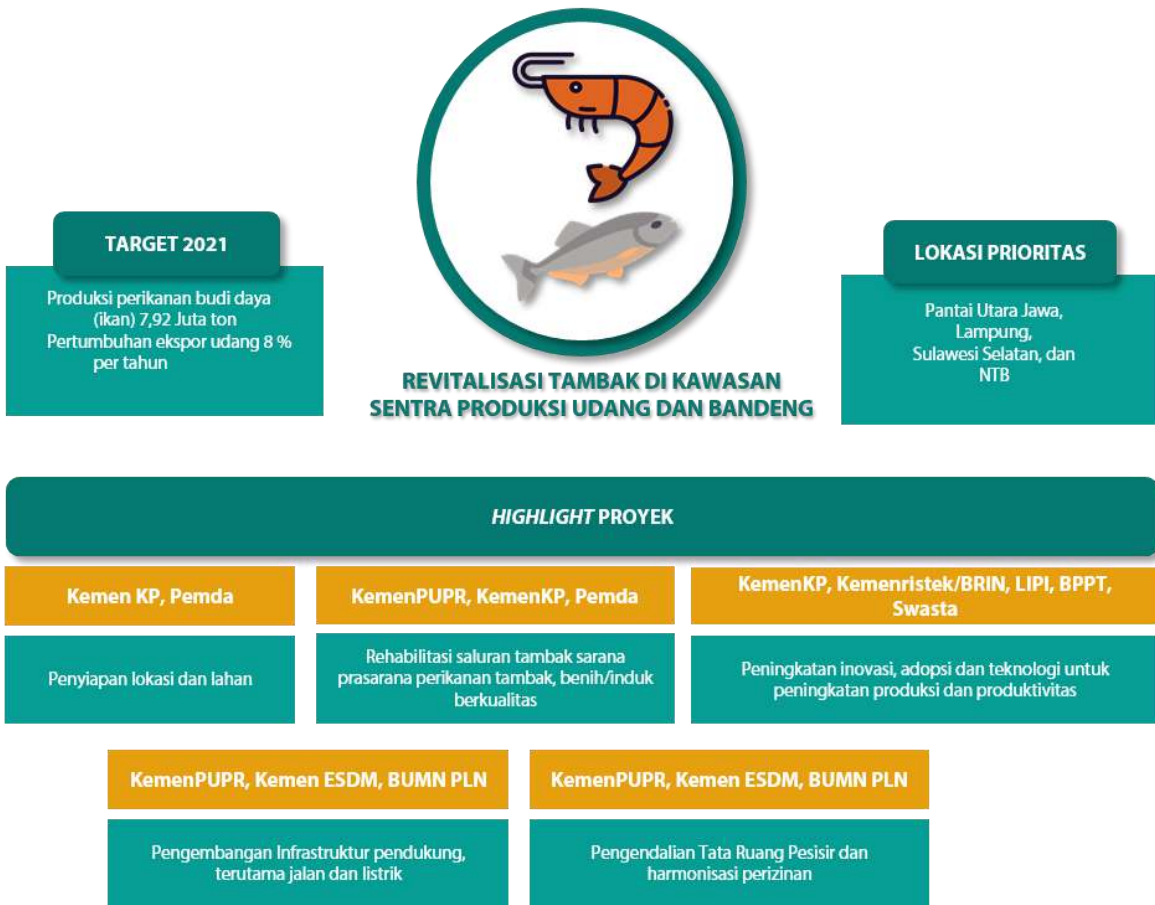 TARGET 2021
Produksi perikanan budi daya
(ikan) 7,92 Juta ton
Pertumbuhan ekspor udang 8 %
per tahun
REVITALISASI TAMBAK DI KAWASAN
SENTRA PRODUKSI UDANG DAN BANDENG
LOKASI PRIORITAS
Pantai Utara Jawa,
Lampung,
Sulawesi Selatan, dan
NTB
HIGHLIGHT PROYEK
Kemen KP, Pemda
Penyiapan lokasi dan lahan
KemenPUPR, KemenKP, Pemda
Rehabilitasi saluran tambak sarana
prasarana perikanan tambak, benih/induk
berkualitas
KemenKP, Kemenristek/BRIN, LIPI, BPPT,
Swasta
Peningkatan inovasi, adopsi dan teknologi untuk
peningkatan produksi dan produktivitas
KemenPUPR, Kemen ESDM, BUMN PLN
Pengembangan Infrastruktur pendukung,
terutama jalan dan listrik
KemenPUPR, Kemen ESDM, BUMN PLN
Pengendalian Tata Ruang Pesisir dan
harmonisasi perizinan